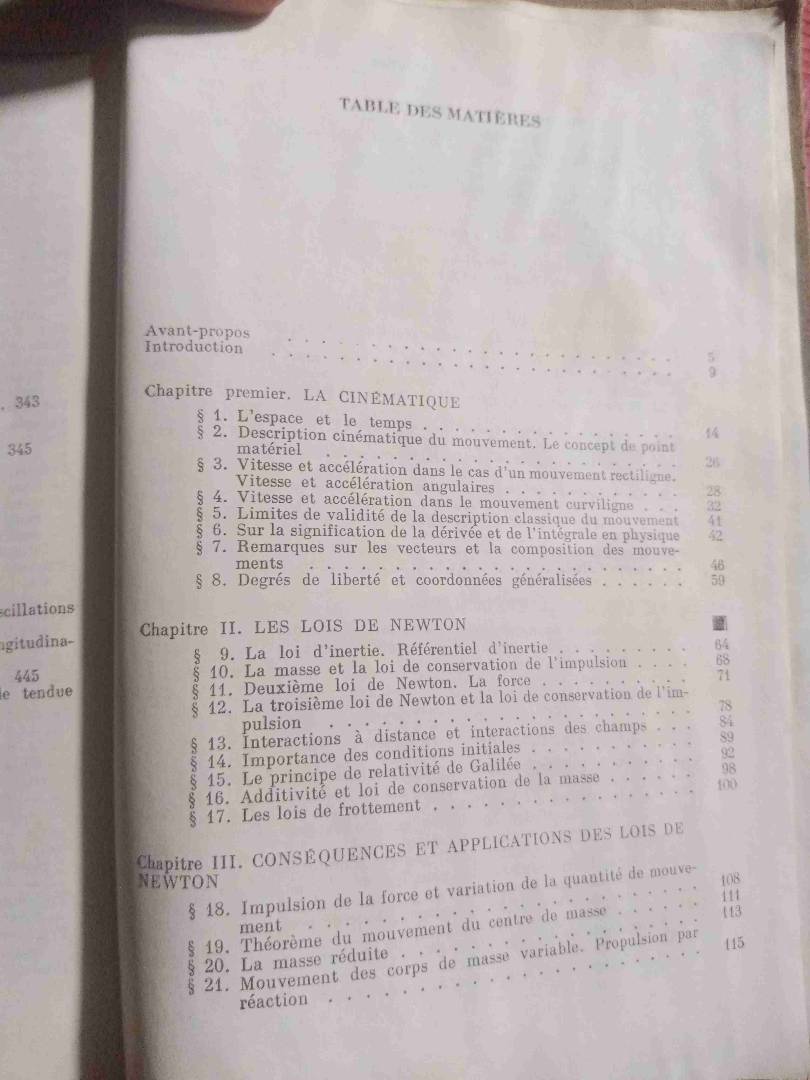 TABLE DES MATIÈRES
Avant-propos . . . . . . . . . . . . . . . . . . . . 5
Introduction . . . . . . . . . . . . . . . . . . . . 9
Chapitre premier. LA CINÉMATIQUE
§ 1. L'espace et le temps . . . . . . . . . . . . . . . . 14
§ 2. Description cinématique du mouvement. Le concept de point
matériel . . . . . . . . . . . . . . . . . . . . 26
§ 3. Vitesse et accélération dans le cas d'un mouvement rectiligne.
Vitesse et accélération angulaires . . . . . . . . . . . 28
§ 4. Vitesse et accélération dans le mouvement curviligne . . . 32
§ 5. Limites de validité de la description classique du mouvement 41
§ 6. Sur la signification de la dérivée et de l'intégrale en physique 42
§ 7. Remarques sur les vecteurs et la composition des mouve-
ments . . . . . . . . . . . . . . . . . . . . 46
§ 8. Degrés de liberté et coordonnées généralisées . . . . . . 59
Chapitre II. LES LOIS DE NEWTON
§ 9. La loi d'inertie. Référentiel d'inertie . . . . . . . . . 64
§ 10. La masse et la loi de conservation de l'impulsion . . . . 68
§ 11. Deuxième loi de Newton. La force . . . . . . . . . . 71
§ 12. La troisième loi de Newton et la loi de conservation de l'im-
pulsion . . . . . . . . . . . . . . . . . . . 78
§ 13. Interactions à distance et interactions des champs . . . 84
§ 14. Importance des conditions initiales . . . . . . . . . . 89
§ 15. Le principe de relativité de Galilée . . . . . . . . . . 92
§ 16. Additivité et loi de conservation de la masse . . . . . . 98
§ 17. Les lois de frottement . . . . . . . . . . . . . . . . 100
Chapitre III. CONSÉQUENCES ET APPLICATIONS DES LOIS DE
NEWTON
§ 18. Impulsion de la force et variation de la quantité de mouve-
ment . . . . . . . . . . . . . . . . . . . . 108
§ 19. Théorème du mouvement du centre de masse . . . . . . 111
§ 20. La masse réduite . . . . . . . . . . . . . . . . . 113
§ 21. Mouvement des corps de masse variable. Propulsion par
réaction . . . . . . . . . . . . . . . . . . . 115
. 343
345
scillations
ngitudina-
445
de tendue